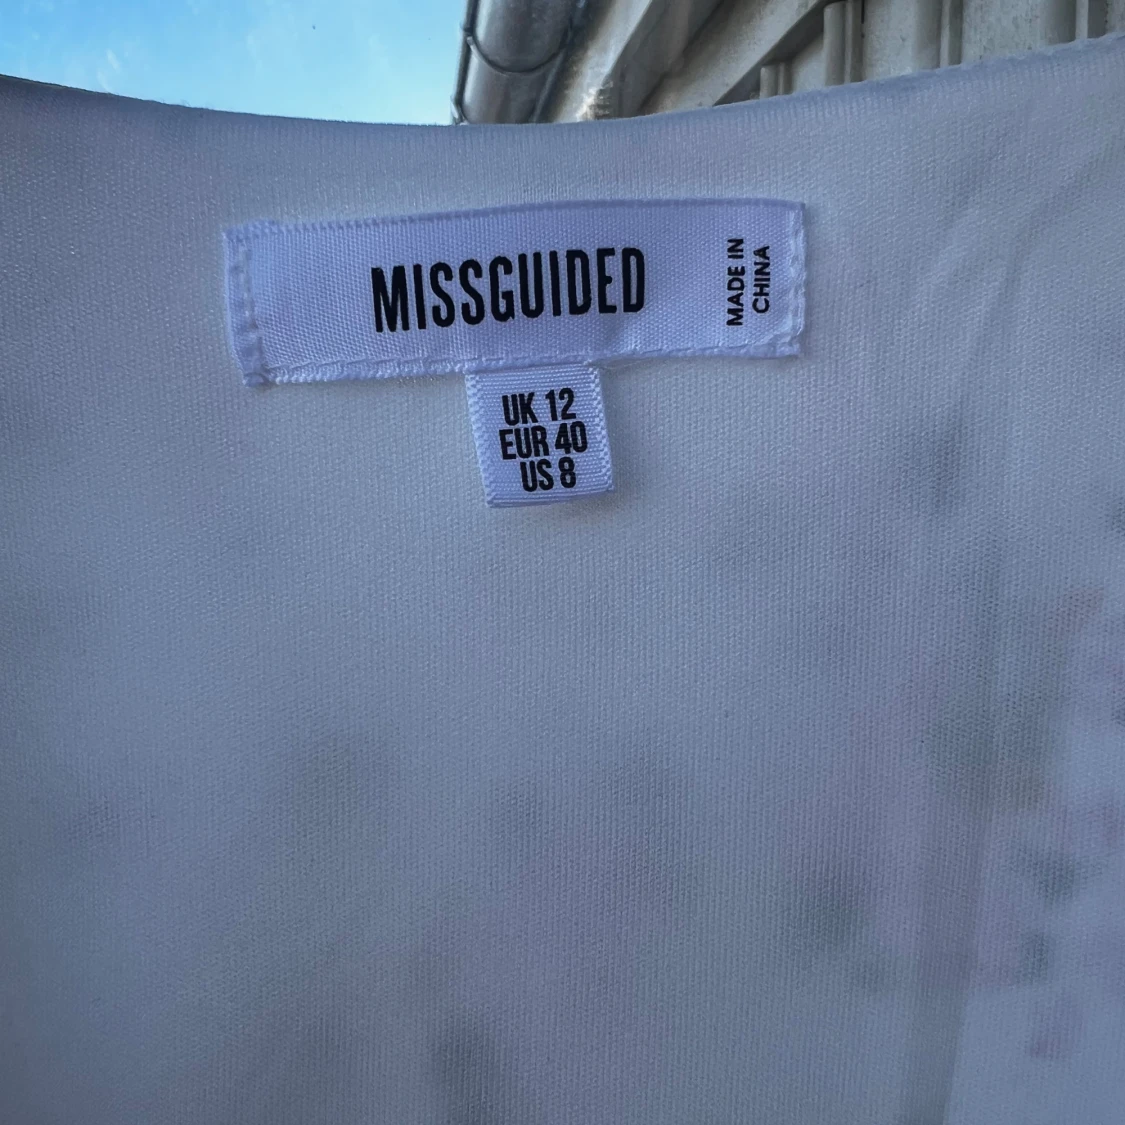 MISSGUIDED
MADE IN
CHINA
UK 12
EUR 40
US 8